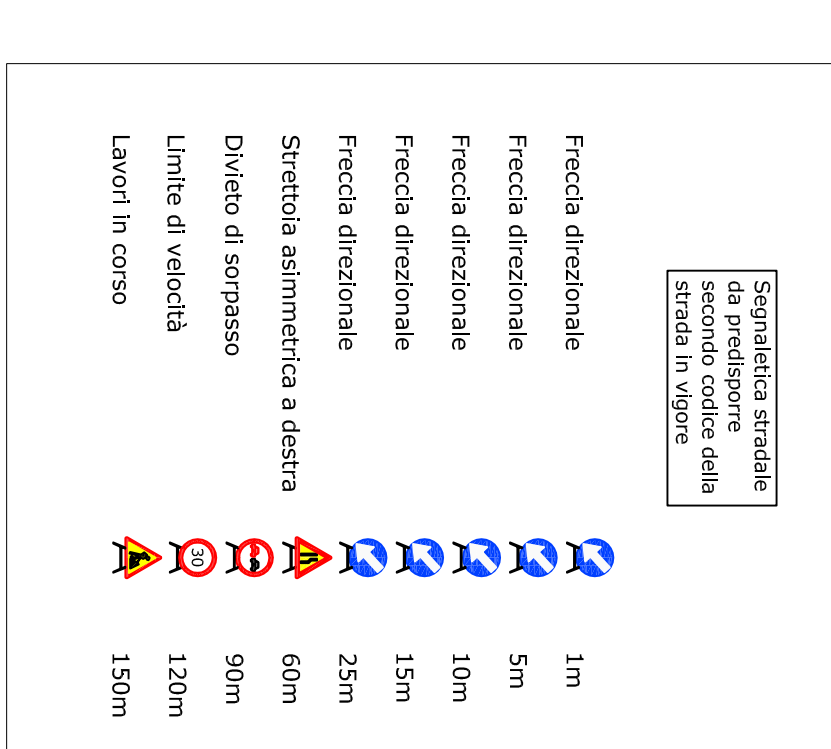 Segnaletica stradale
da predisporre
secondo codice della
strada in vigore
Freccia direzionale 1m
Freccia direzionale 5m
Freccia direzionale 10m
Freccia direzionale 15m
Freccia direzionale 25m
Strettoia asimmetrica a destra 60m
Divieto di sorpasso 90m
Limite di velocità 30 120m
Lavori in corso 150m